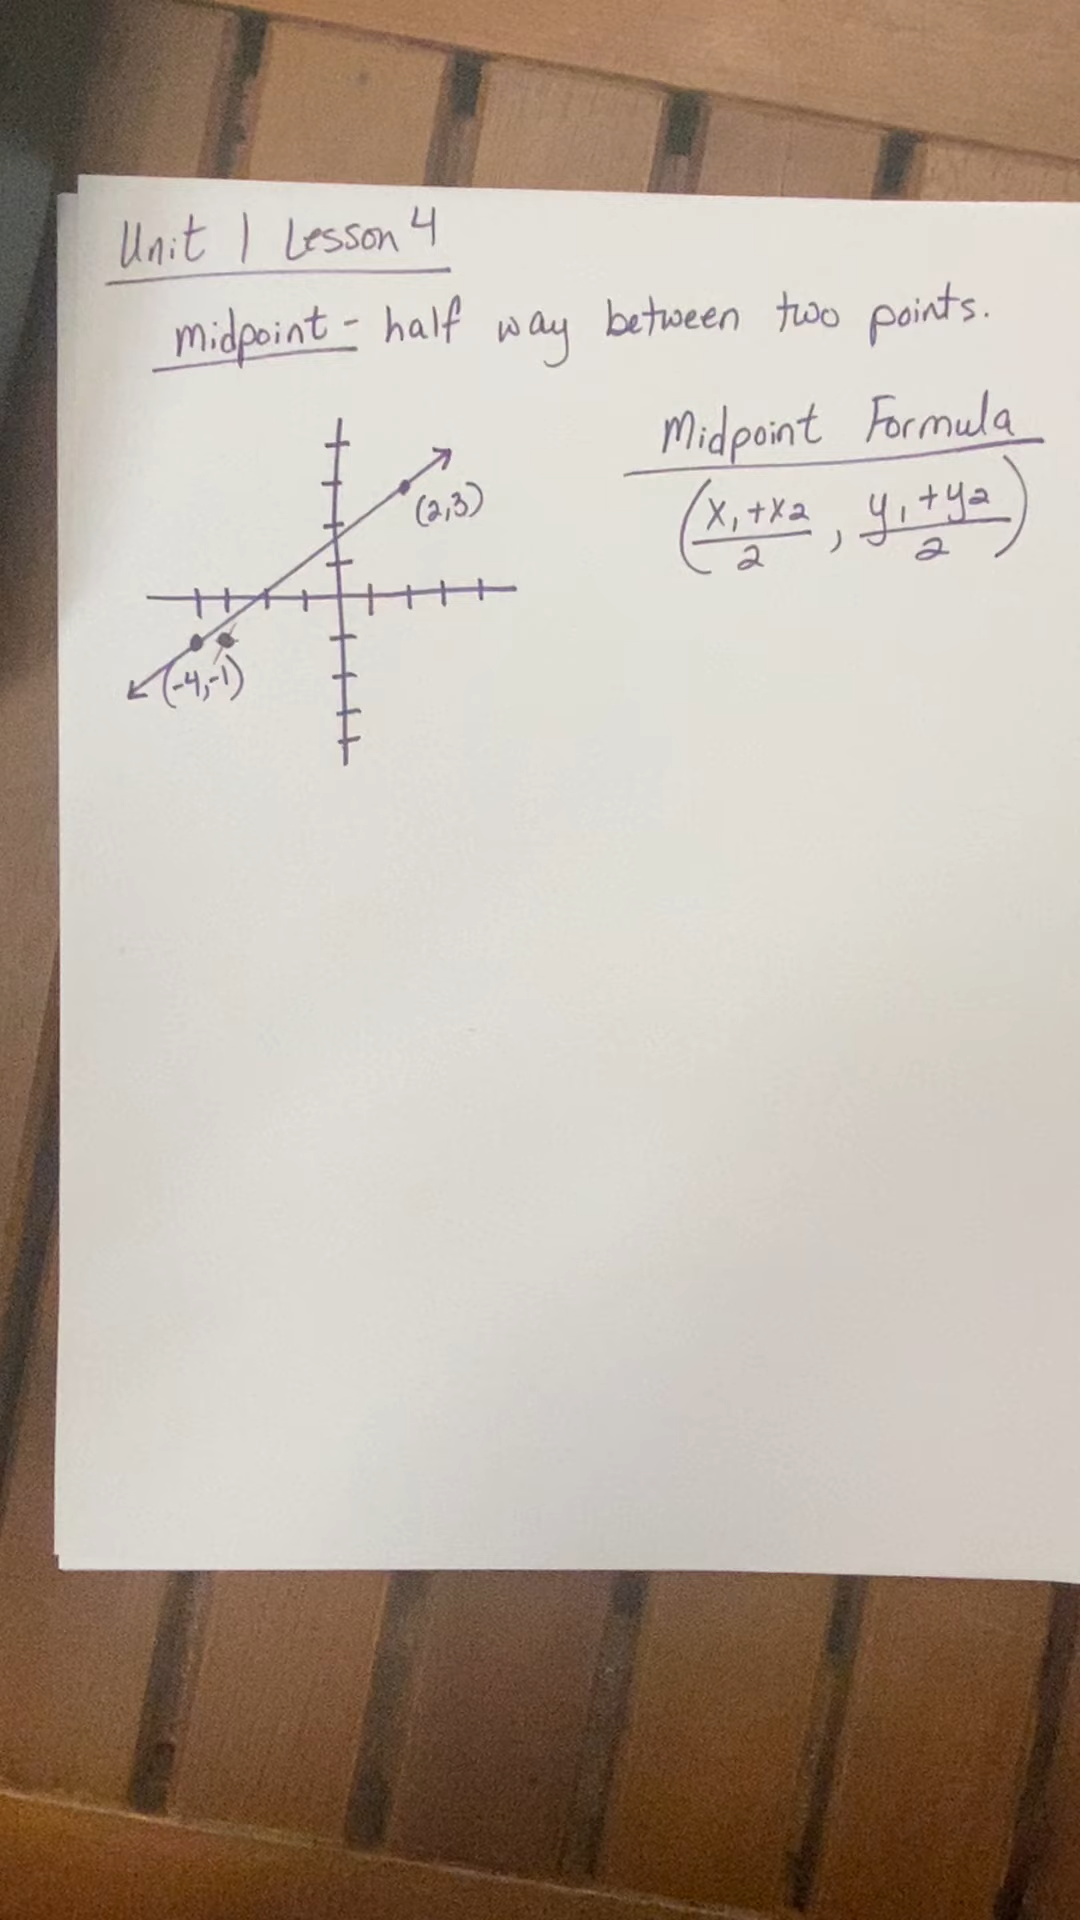 Unit 1 Lesson 4
midpoint - half way between two points.
Midpoint Formula
(x₁+x₂/2, y₁+y₂/2)
(2,3)
(-4,-1)